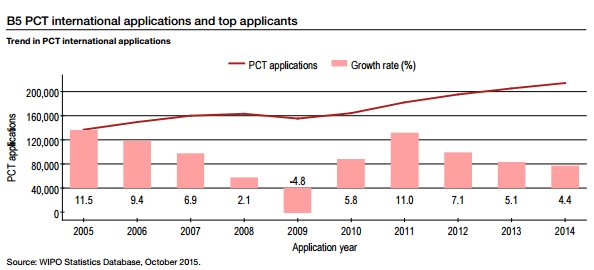 B5 PCT international applications and top applicants
Trend in PCT international applications
PCT applications Growth rate (%)
200,000
160,000
120,000
80,000
40,000
0
PCT applications
-4.8
11.5 9.4 6.9 2.1 5.8 11.0 7.1 5.1 4.4
2005 2006 2007 2008 2009 2010 2011 2012 2013 2014
Application year
Source: WIPO Statistics Database, October 2015.